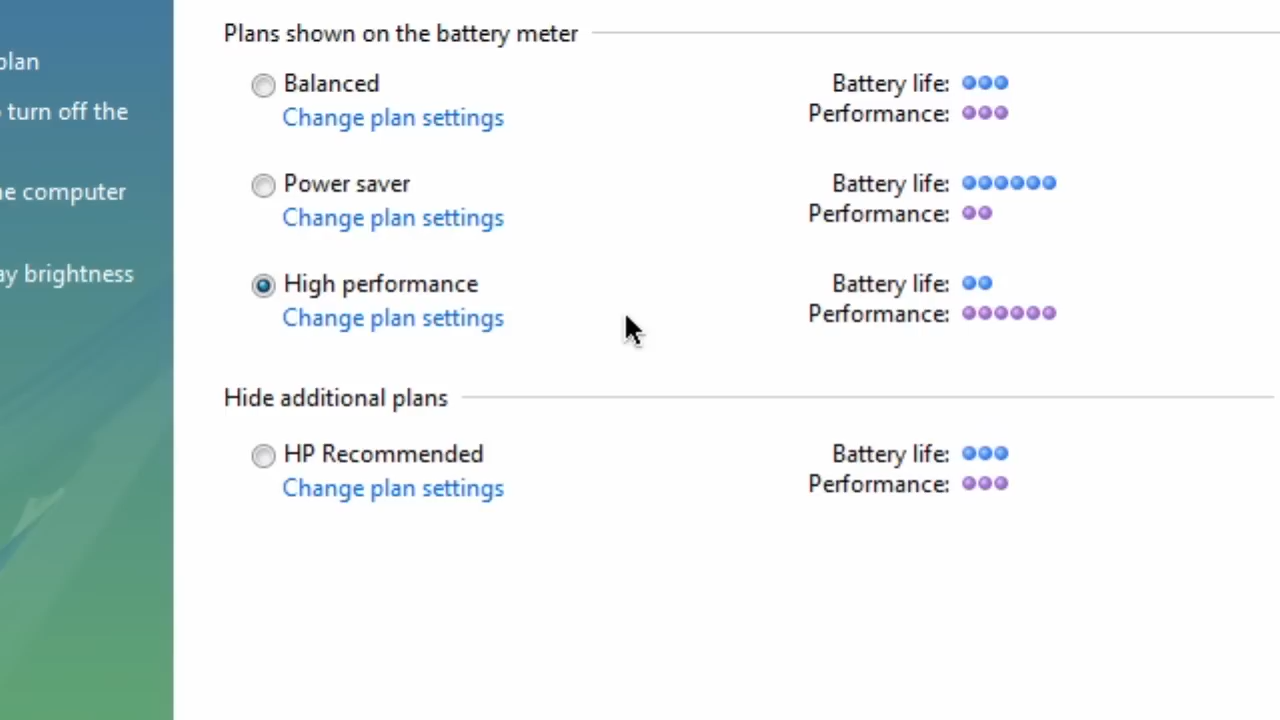 plan
turn off the
computer
brightness
Plans shown on the battery meter
Balanced Battery life:
Change plan settings Performance:
Power saver Battery life:
Change plan settings Performance:
High performance Battery life:
Change plan settings Performance:
Hide additional plans
HP Recommended Battery life:
Change plan settings Performance: